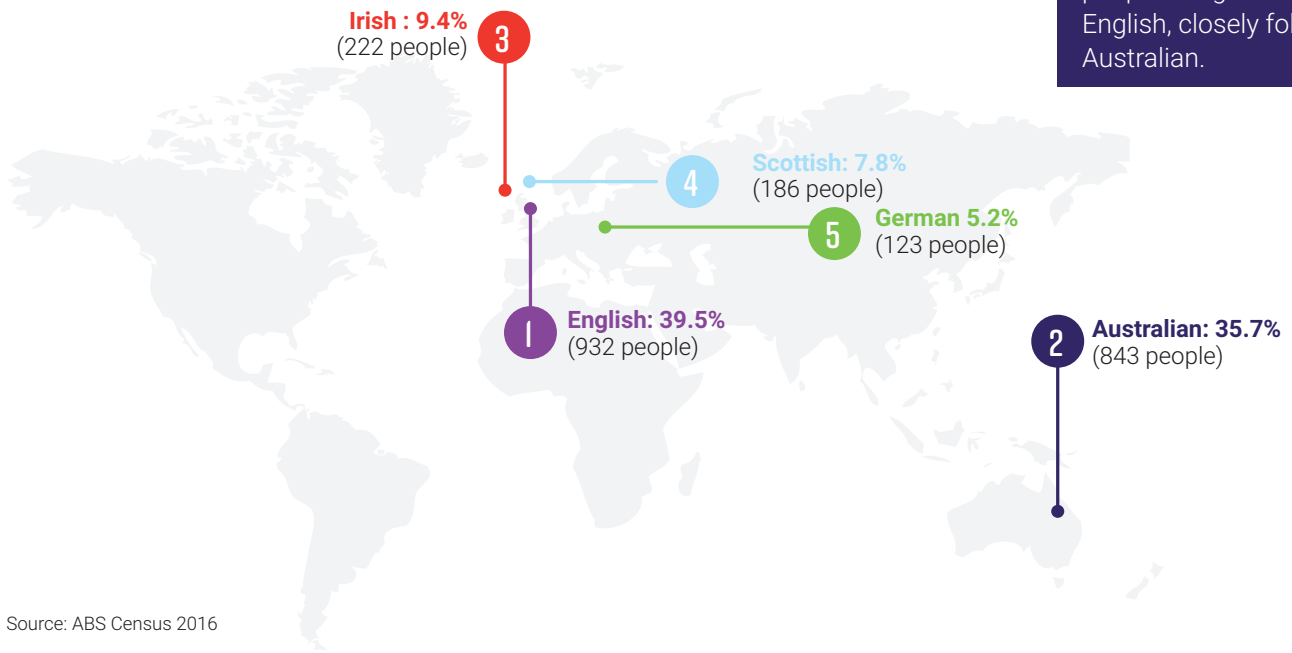 Irish : 9.4%
(222 people)
3
English, closely
Australian.
4
Scottish: 7.8%
(186 people)
5
German 5.2%
(123 people)
1
English: 39.5%
(932 people)
2
Australian: 35.7%
(843 people)
Source: ABS Census 2016